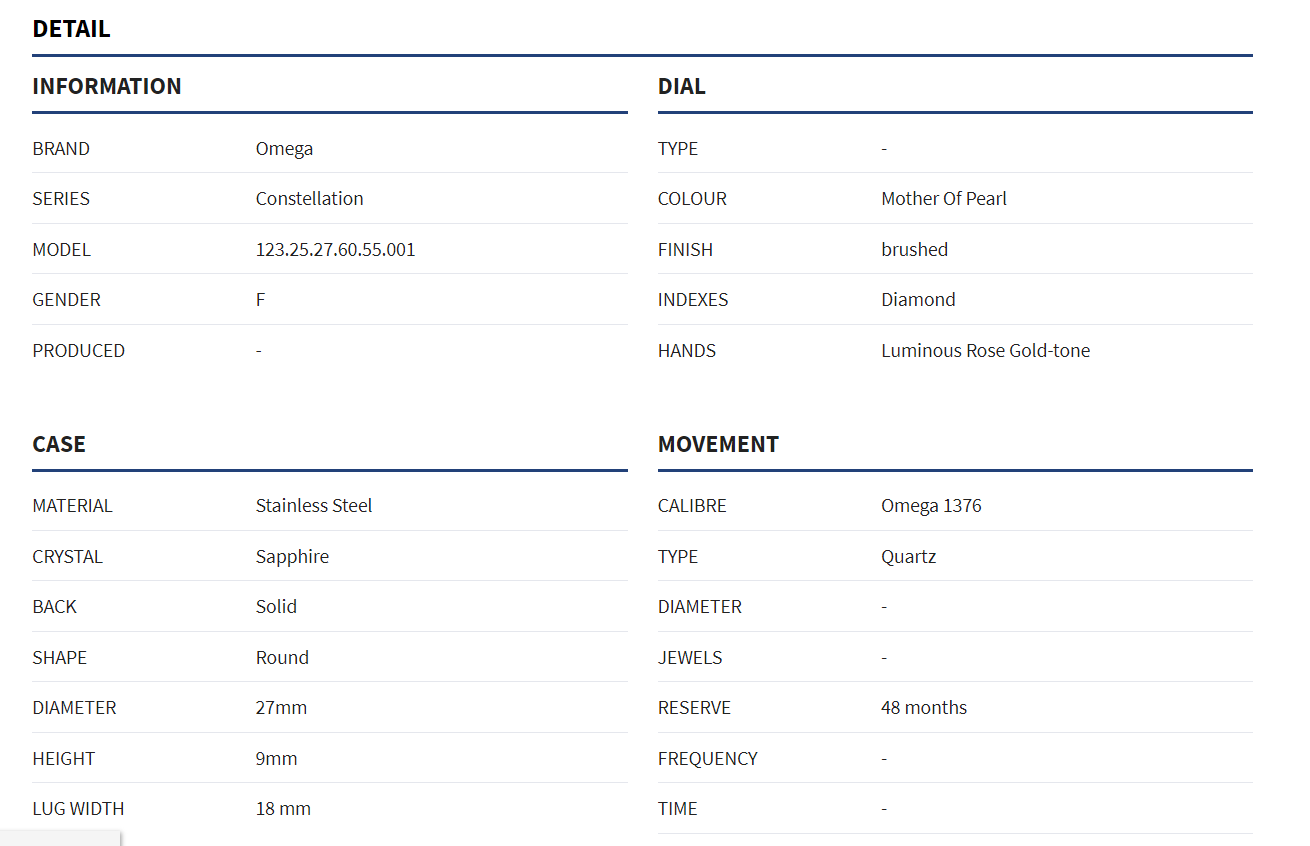 DETAIL
INFORMATION
BRAND Omega
SERIES Constellation
MODEL 123.25.27.60.55.001
GENDER F
PRODUCED -
DIAL
TYPE -
COLOUR Mother Of Pearl
FINISH brushed
INDEXES Diamond
HANDS Luminous Rose Gold-tone
CASE
MATERIAL Stainless Steel
CRYSTAL Sapphire
BACK Solid
SHAPE Round
DIAMETER 27mm
HEIGHT 9mm
LUG WIDTH 18 mm
MOVEMENT
CALIBRE Omega 1376
TYPE Quartz
DIAMETER -
JEWELS -
RESERVE 48 months
FREQUENCY -
TIME -